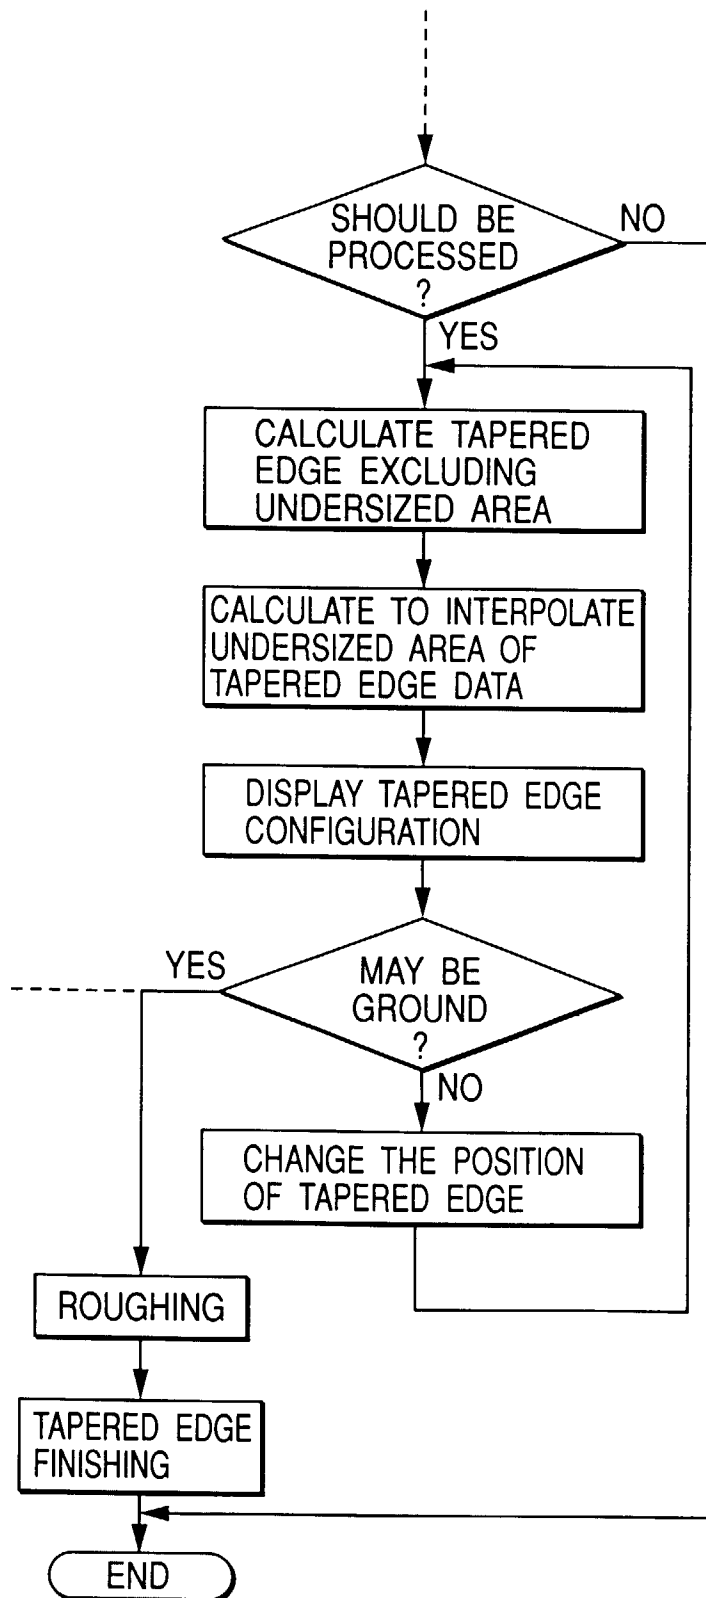 SHOULD BE
PROCESSED
?
NO
YES
CALCULATE TAPERED
EDGE EXCLUDING
UNDERSIZED AREA
CALCULATE TO INTERPOLATE
UNDERSIZED AREA OF
TAPERED EDGE DATA
DISPLAY TAPERED EDGE
CONFIGURATION
YES
MAY BE
GROUND
?
NO
CHANGE THE POSITION
OF TAPERED EDGE
ROUGHING
TAPERED EDGE
FINISHING
END